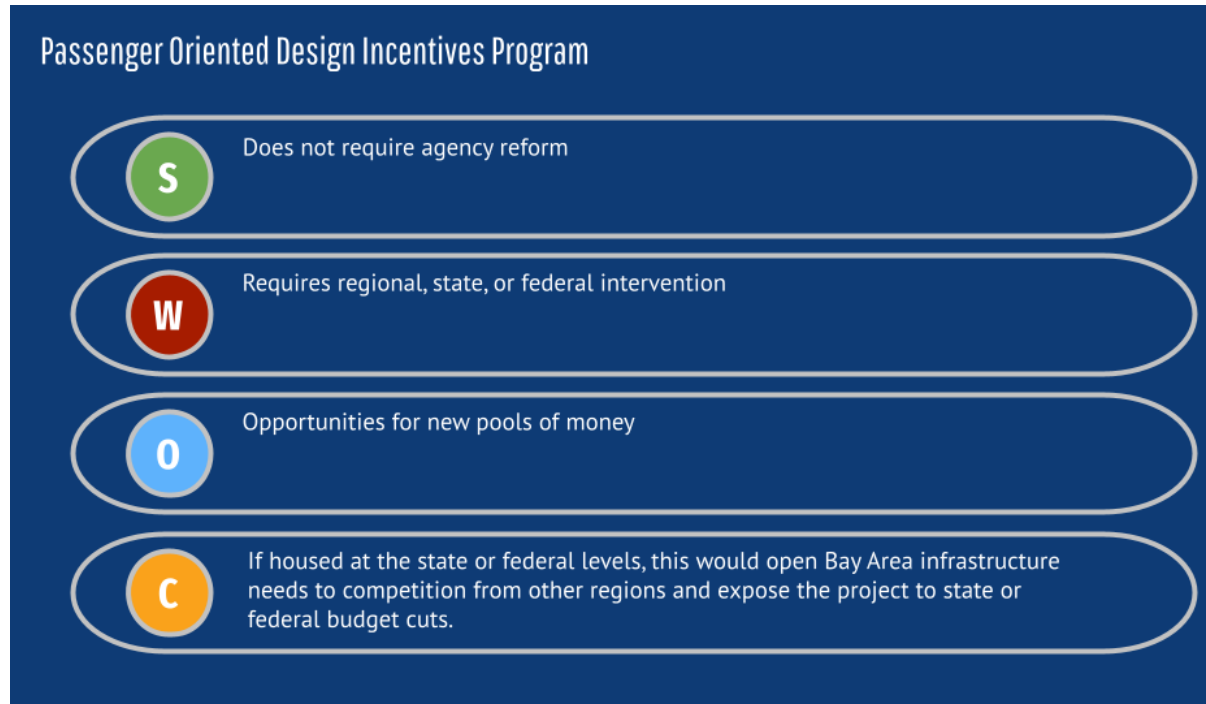 Passenger Oriented Design Incentives Program
S
Does not require agency reform
W
Requires regional, state, or federal intervention
O
Opportunities for new pools of money
C
If housed at the state or federal levels, this would open Bay Area infrastructure
needs to competition from other regions and expose the project to state or
federal budget cuts.